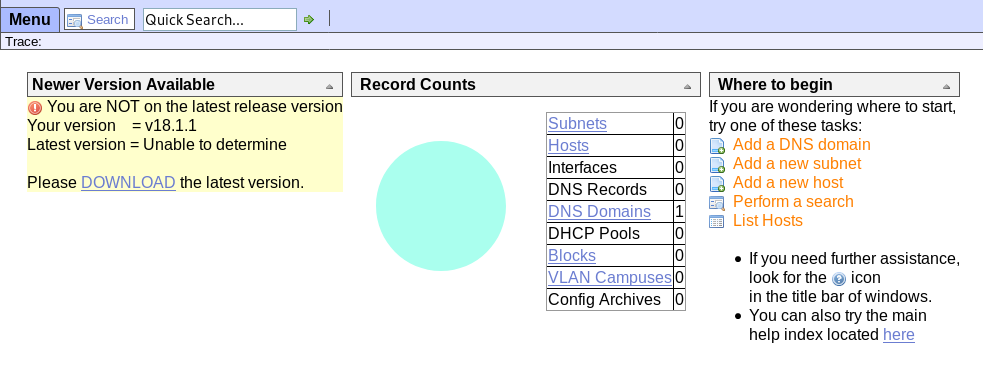 Menu Search Quick Search...
Trace:
Newer Version Available
You are NOT on the latest release version
Your version = v18.1.1
Latest version = Unable to determine
Please DOWNLOAD the latest version.
Record Counts
Subnets 0
Hosts 0
Interfaces 0
DNS Records 0
DNS Domains 1
DHCP Pools 0
Blocks 0
VLAN Campuses 0
Config Archives 0
Where to begin
If you are wondering where to start,
try one of these tasks:
Add a DNS domain
Add a new subnet
Add a new host
Perform a search
List Hosts
• If you need further assistance,
look for the ? icon
in the title bar of windows.
• You can also try the main
help index located here